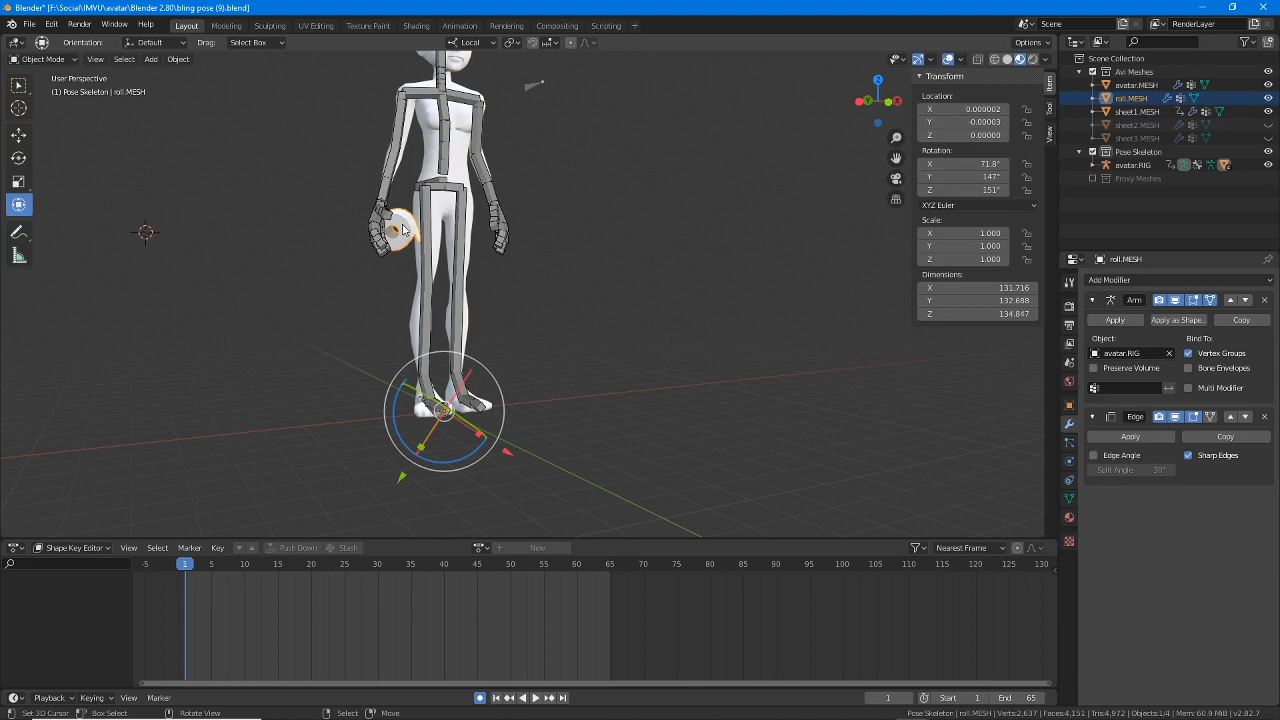 Blender* [F:\Social\IMVU\avatar\Blender 2.80\bling pose (9).blend]
File Edit Render Window Help Layout Modeling Sculpting UV Editing Texture Paint Shading Animation Rendering Compositing Scripting + Scene RenderLayer
Orientation: Default Drag: Select Box Local Options
Object Mode View Select Add Object
User Perspective
(1) Pose Skeleton | roll.MESH
Scene Collection
Avi Meshes
avatar.MESH
roll.MESH
sheet1.MESH
sheet2.MESH
sheet3.MESH
Pose Skeleton
avatar.RIG
Proxy Meshes
Z
X
Y
Item
Tool
View
Transform
Location:
X 0.000002
Y -0.00003
Z 0.00000
Rotation:
X 71.8°
Y 147°
Z 151°
XYZ Euler
Scale:
X 1.000
Y 1.000
Z 1.000
Dimensions:
X 131.716
Y 132.688
Z 134.847
roll.MESH
Add Modifier
Arm
Apply Apply as Shape.. Copy
Object: Bind To:
avatar.RIG Vertex Groups
Preserve Volume Bone Envelopes
Multi Modifier
Edge
Apply Copy
Edge Angle Sharp Edges
Split Angle 30°
Shape Key Editor View Select Marker Key Push Down Stash New Nearest Frame
-5 1 5 10 15 20 25 30 35 40 45 50 55 60 65 70 75 80 85 90 95 100 105 110 115 120 125 130
Playback Keying View Marker 1 Start 1 End 65
Set 3D Cursor Box Select Rotate View Select Move Pose Skeleton | roll.MESH | Verts:2,637 | Faces:4,151 | Tris:4,972 | Objects:1/4 | Mem: 60.9 MiB | v2.82.7